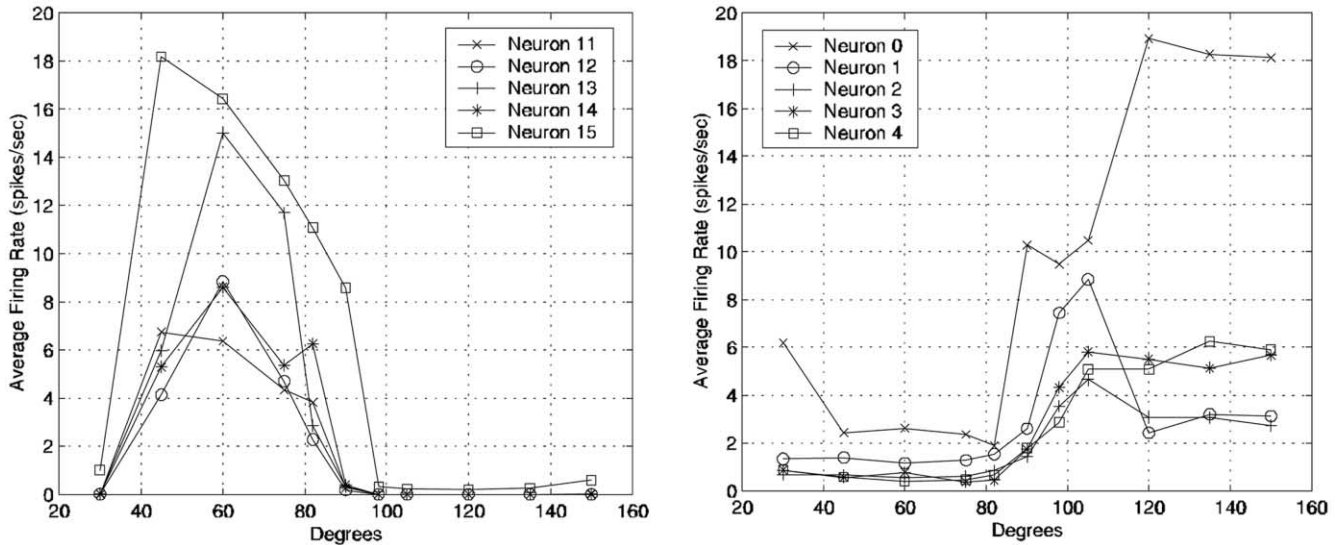 20
18
16
14
12
10
8
6
4
2
0
Average Firing Rate (spikes/sec)
20 40 60 80 100 120 140 160
Degrees
Neuron 11
Neuron 12
Neuron 13
Neuron 14
Neuron 15
20
18
16
14
12
10
8
6
4
2
0
Average Firing Rate (spikes/sec)
20 40 60 80 100 120 140 160
Degrees
Neuron 0
Neuron 1
Neuron 2
Neuron 3
Neuron 4